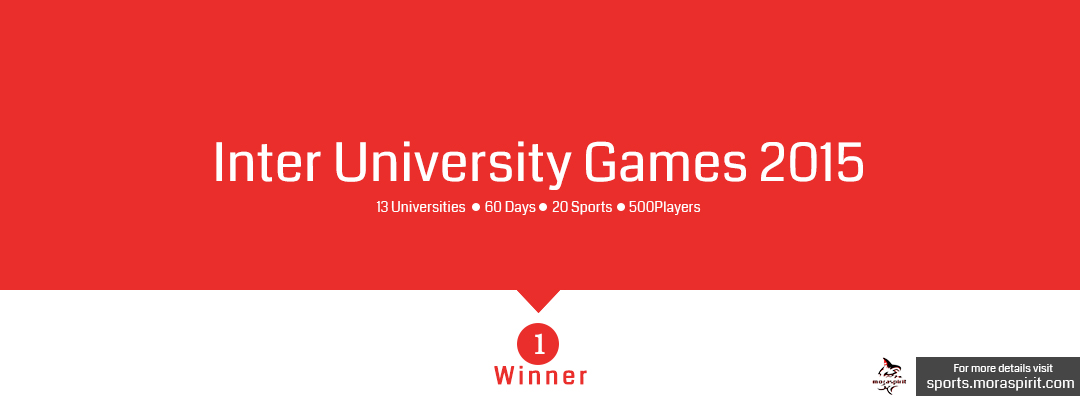 Inter University Games 2015
13 Universities ● 60 Days ● 20 Sports ● 500Players
1
Winner
moraspirit
For more details visit
sports.moraspirit.com